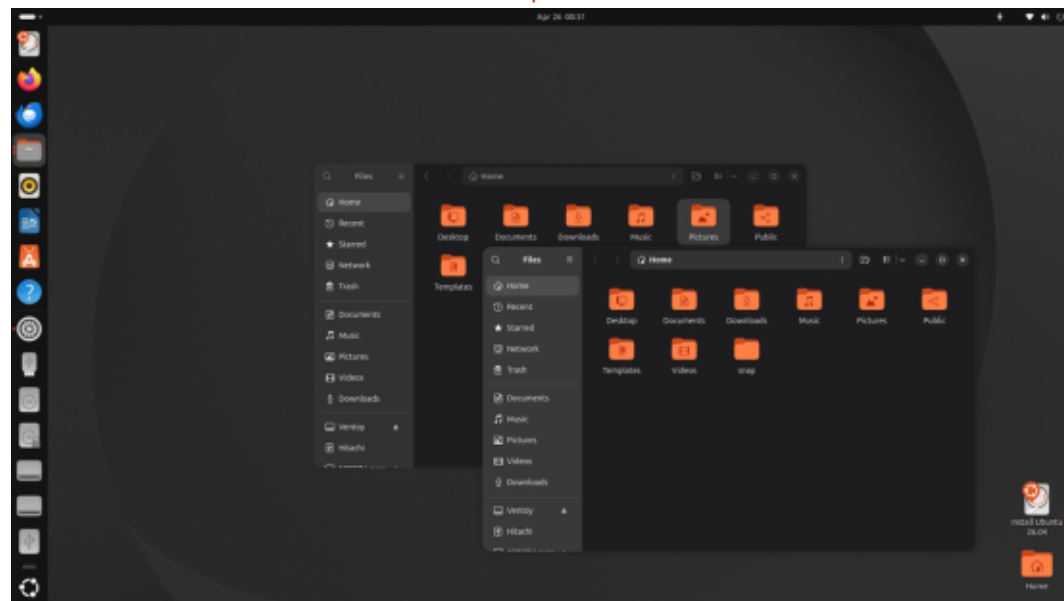 Apr 26 00:31
Files
Home
Home
Recent
Starred
Network
Trash
Documents
Music
Pictures
Videos
Downloads
Ventoy
Hitachi
Desktop Documents Downloads Music Pictures Public
Templates
Files
Home
Home
Recent
Starred
Network
Trash
Documents
Music
Pictures
Videos
Downloads
Ventoy
Hitachi
Desktop Documents Downloads Music Pictures Public
Templates Videos snap
Install Ubuntu
26.04
Home